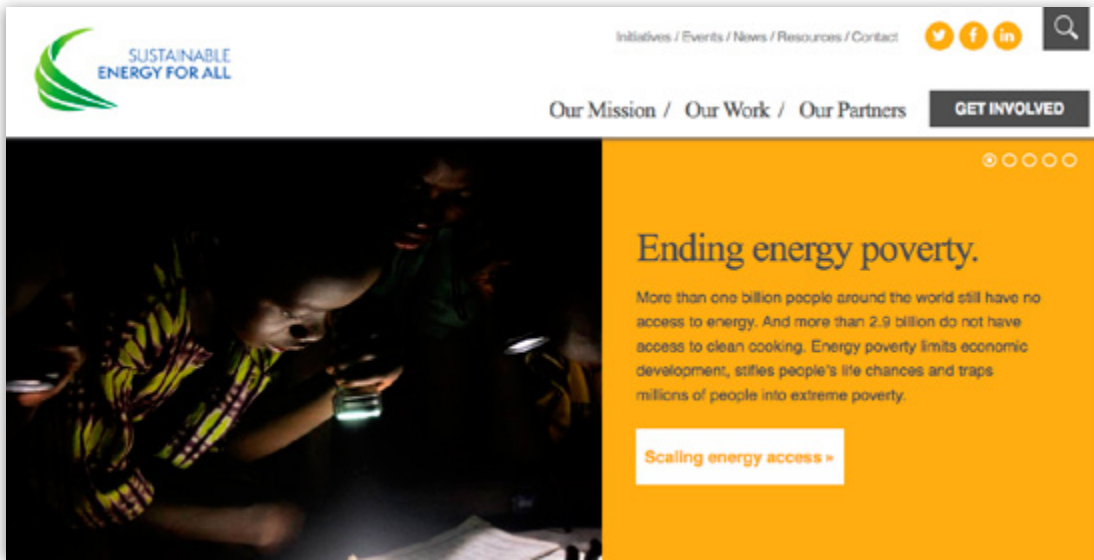 SUSTAINABLE
ENERGY FOR ALL
Initiatives / Events / News / Resources / Contact
Our Mission / Our Work / Our Partners
GET INVOLVED
Ending energy poverty.
More than one billion people around the world still have no
access to energy. And more than 2.9 billion do not have
access to clean cooking. Energy poverty limits economic
development, stifles people's life chances and traps
millions of people into extreme poverty.
Scaling energy access »